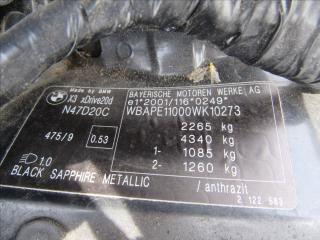 Made by BMW
X3 xDrive20d
N47D20C
BAYERISCHE MOTOREN WERKE AG
e1*2001/116*0249*
WBAPE11000WK10273
2265 kg
4340 kg
1- 1085 kg
2- 1260 kg
475/9 0.53
1.0
BLACK SAPPHIRE METALLIC
/ anthrazit
2 122 583